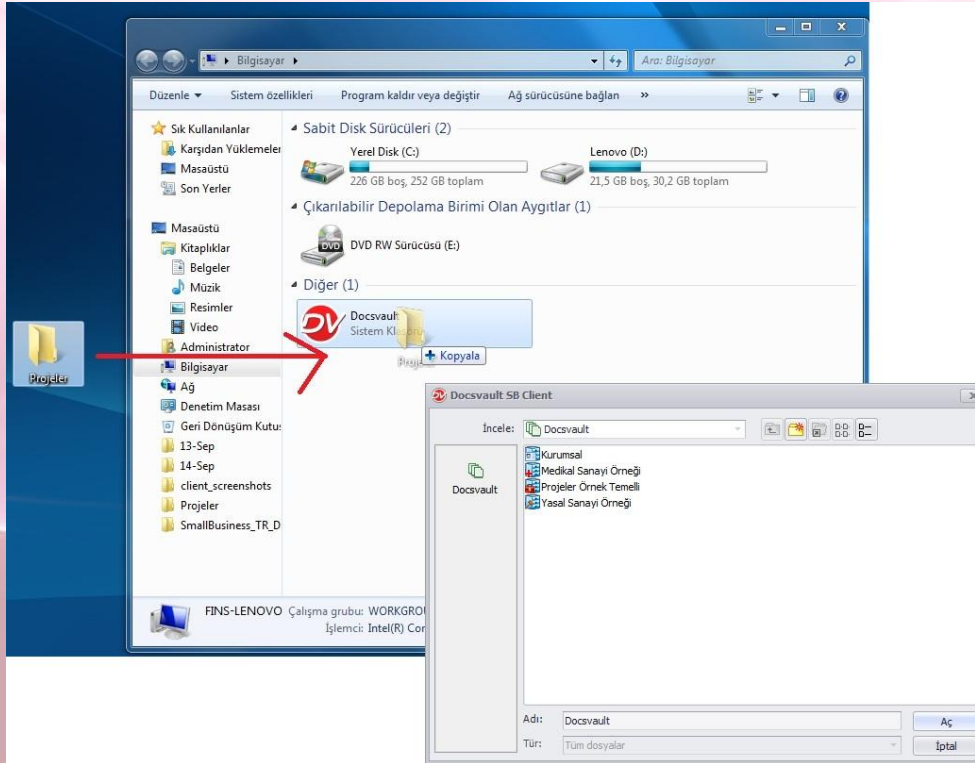 Bilgisayar
Ara: Bilgisayar
Düzenle Sistem özellikleri Program kaldır veya değiştir Ağ sürücüsüne bağlan »
Sık Kullanılanlar
Karşıdan Yüklemeler
Masaüstü
Son Yerler
Masaüstü
Kitaplıklar
Belgeler
Müzik
Resimler
Video
Administrator
Bilgisayar
Ağ
Denetim Masası
Geri Dönüşüm Kutu
13-Sep
14-Sep
client_screenshots
Projeler
SmallBusiness_TR_D
Sabit Disk Sürücüleri (2)
Yerel Disk (C:)
226 GB boş, 252 GB toplam
Lenovo (D:)
21,5 GB boş, 30,2 GB toplam
Çıkarılabilir Depolama Birimi Olan Aygıtlar (1)
DVD
DVD RW Sürücüsü (E:)
Diğer (1)
DV
Docsvault
Sistem
Kopyala
Projeler
FINS-LENOVO Çalışma grubu: WORKGROU
İşlemci: Intel(R) Cor
Docsvault SB Client
İncele: Docsvault
Docsvault
Kurumsal
Medikal Sanayi Örneği
Projeler Örnek Temelli
Yasal Sanayi Örneği
Adı: Docsvault Aç
Tür: Tüm dosyalar İptal